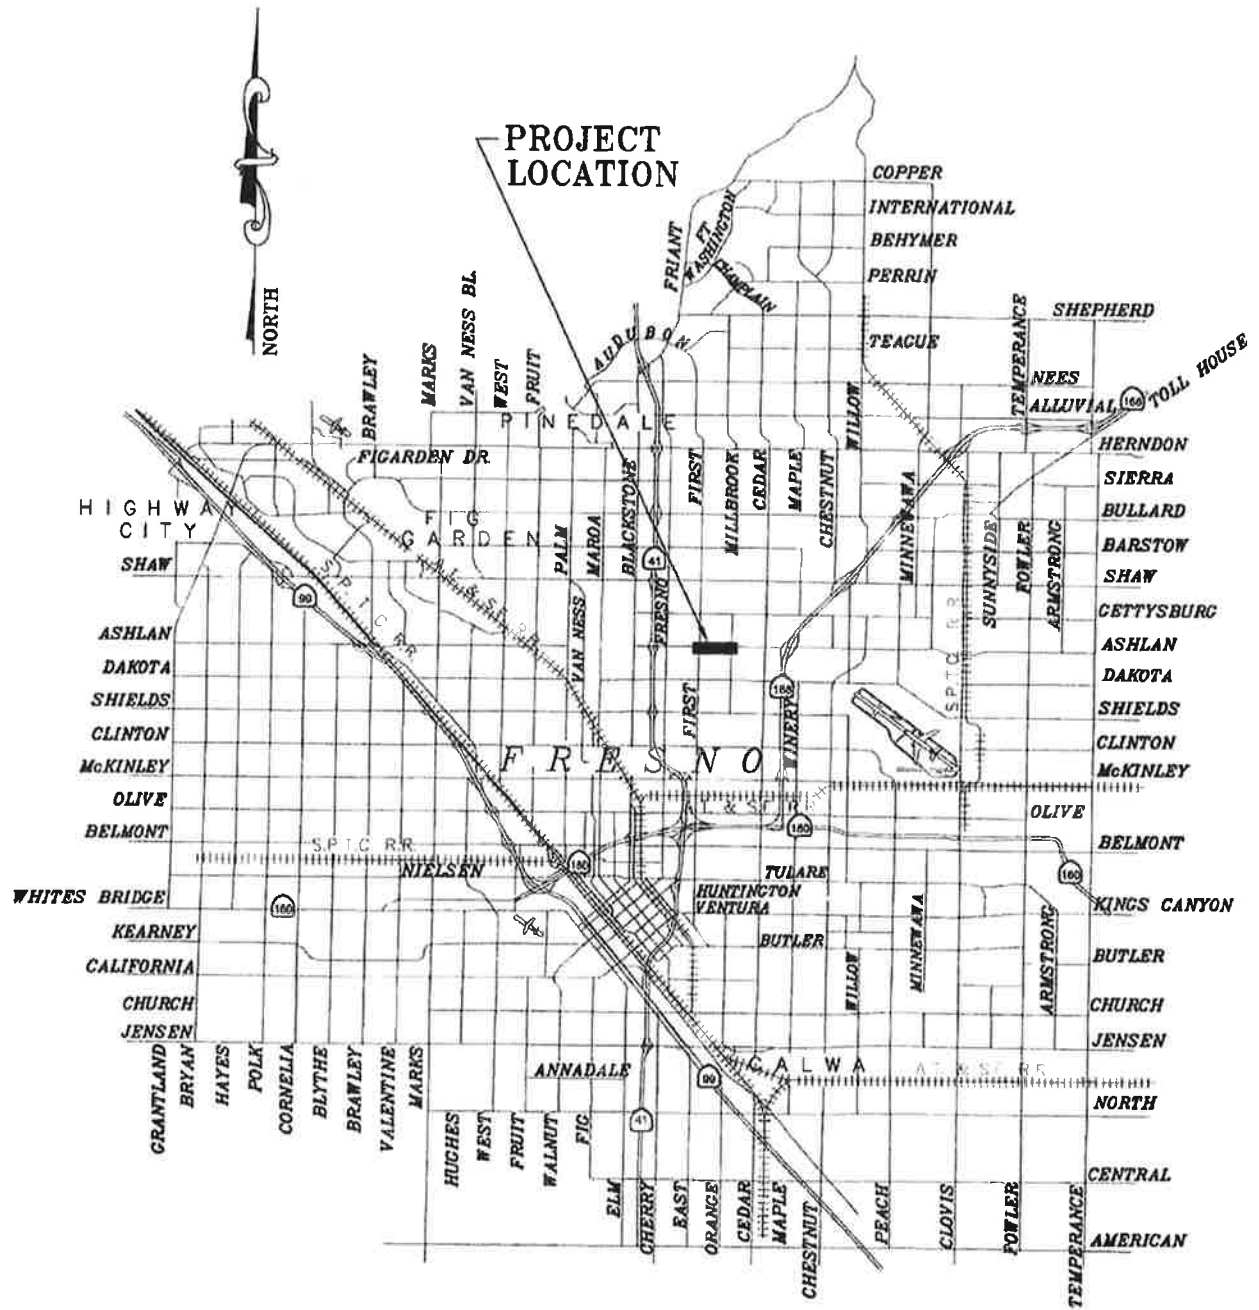 PROJECT
LOCATION
NORTH
COPPER
INTERNATIONAL
BEHYMER
PERRIN
SHEPHERD
TEAGUE
NEES
ALLUVIAL
TOLL HOUSE
HERNDON
SIERRA
BULLARD
BARSTOW
SHAW
GETTYSBURG
ASHLAN
DAKOTA
SHIELDS
CLINTON
McKINLEY
OLIVE
BELMONT
KINGS CANYON
BUTLER
CHURCH
JENSEN
NORTH
CENTRAL
AMERICAN
FRIANT
FT
WASHINGTON
CHAMPLAIN
AUDUBON
TEMPERANCE
BRAWLEY
MARKS
VAN NESS BL.
WEST
FRUIT
PINEDALE
FIGARDEN DR.
HIGHWAY
CITY
FIG
GARDEN
PALM
MAROA
BLACKSTONE
FIRST
MILLBROOK
CEDAR
MAPLE
CHESTNUT
WILLOW
MINNEWAWA
SUNNYSIDE
FOWLER
ARMSTRONG
168
41
99
S.P.T.C R.R.
VAN NESS
FRESNO
FIRST
168
WINERY
S.P.T.C. R.R.
SHAW
ASHLAN
DAKOTA
SHIELDS
CLINTON
McKINLEY
OLIVE
BELMONT
WHITES BRIDGE
KEARNEY
CALIFORNIA
CHURCH
JENSEN
FRESNO
S.P.T.C R.R.
NIELSEN
180
180
180
180
TULARE
HUNTINGTON
VENTURA
BUTLER
WILLOW
MINNEWAWA
ARMSTRONG
CALWA
A.T. & S.F. R.R.
99
41
ANNADALE
GRANTLAND
BRYAN
HAYES
POLK
CORNELIA
BLYTHE
BRAWLEY
VALENTINE
MARKS
HUGHES
WEST
FRUIT
WALNUT
FIG
ELM
CHERRY
EAST
ORANGE
CEDAR
MAPLE
CHESTNUT
PEACH
CLOVIS
FOWLER
TEMPERANCE